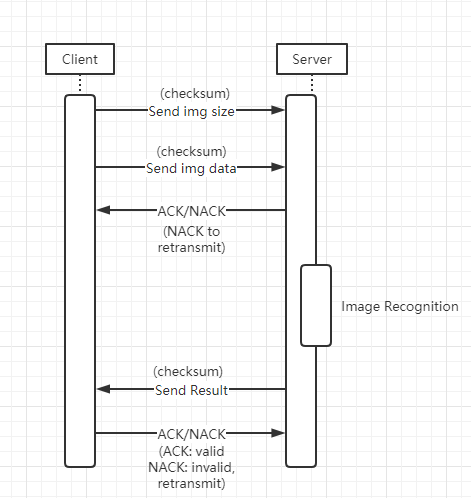 Client
Server
(checksum)
Send img size
(checksum)
Send img data
ACK/NACK
(NACK to
retransmit)
Image Recognition
(checksum)
Send Result
ACK/NACK
(ACK: valid
NACK: invalid,
retransmit)